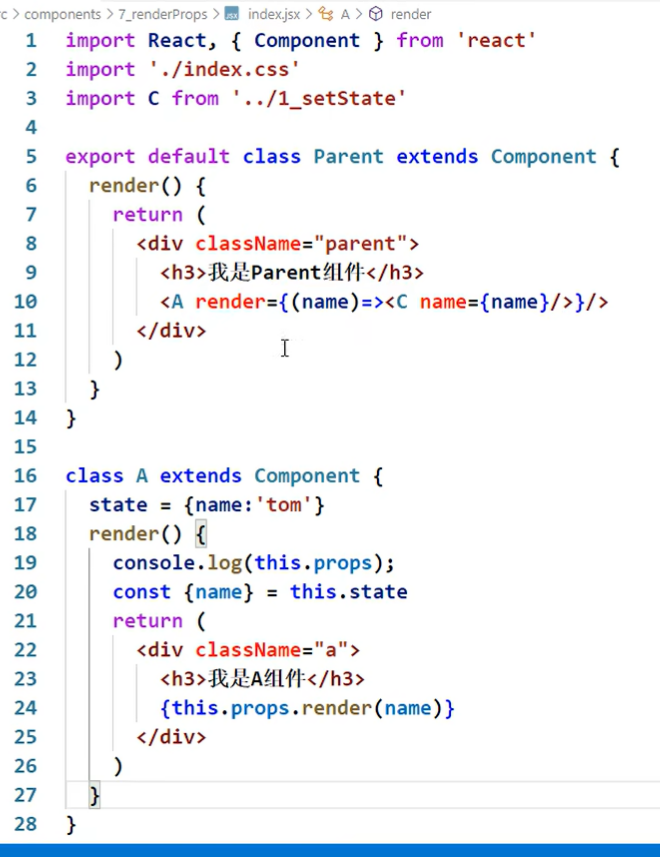 rc > components > 7_renderProps > JSX index.jsx > A > render
1 import React, { Component } from 'react'
2 import './index.css'
3 import C from '../1_setState'
4
5 export default class Parent extends Component {
6 render() {
7 return (
8 <div className="parent">
9 <h3>我是Parent组件</h3>
10 <A render={(name)=><C name={name}/>}/>
11 </div>
12 )
13 }
14 }
15
16 class A extends Component {
17 state = {name:'tom'}
18 render() {
19 console.log(this.props);
20 const {name} = this.state
21 return (
22 <div className="a">
23 <h3>我是A组件</h3>
24 {this.props.render(name)}
25 </div>
26 )
27 }
28 }